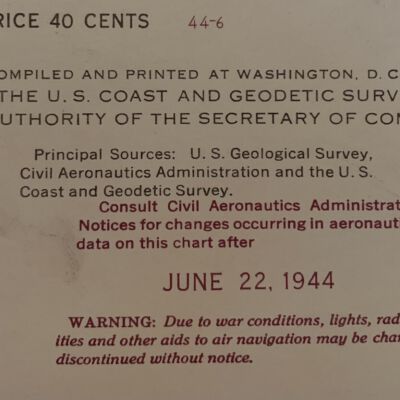 RICE 40 CENTS 44-6
OMPILED AND PRINTED AT WASHINGTON, D. C
THE U. S. COAST AND GEODETIC SURV
UTHORITY OF THE SECRETARY OF COM
Principal Sources: U. S. Geological Survey,
Civil Aeronautics Administration and the U. S.
Coast and Geodetic Survey.
Consult Civil Aeronautics Administrat
Notices for changes occurring in aeronauti
data on this chart after
JUNE 22, 1944
WARNING: Due to war conditions, lights, rad
ities and other aids to air navigation may be cha
discontinued without notice.